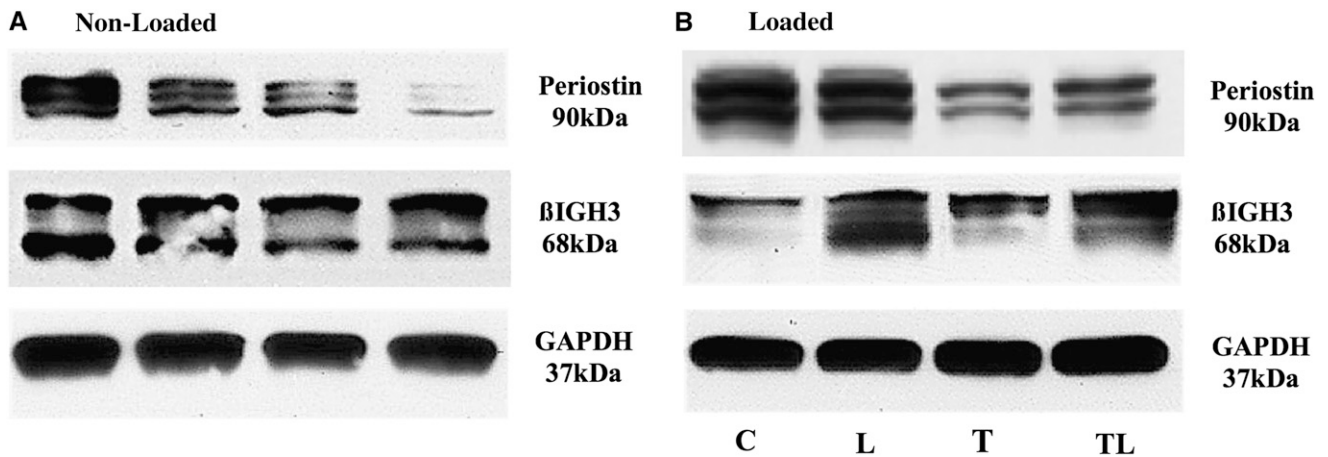 A Non-Loaded
Periostin
90kDa
ßIGH3
68kDa
GAPDH
37kDa
B Loaded
Periostin
90kDa
ßIGH3
68kDa
GAPDH
37kDa
C L T TL